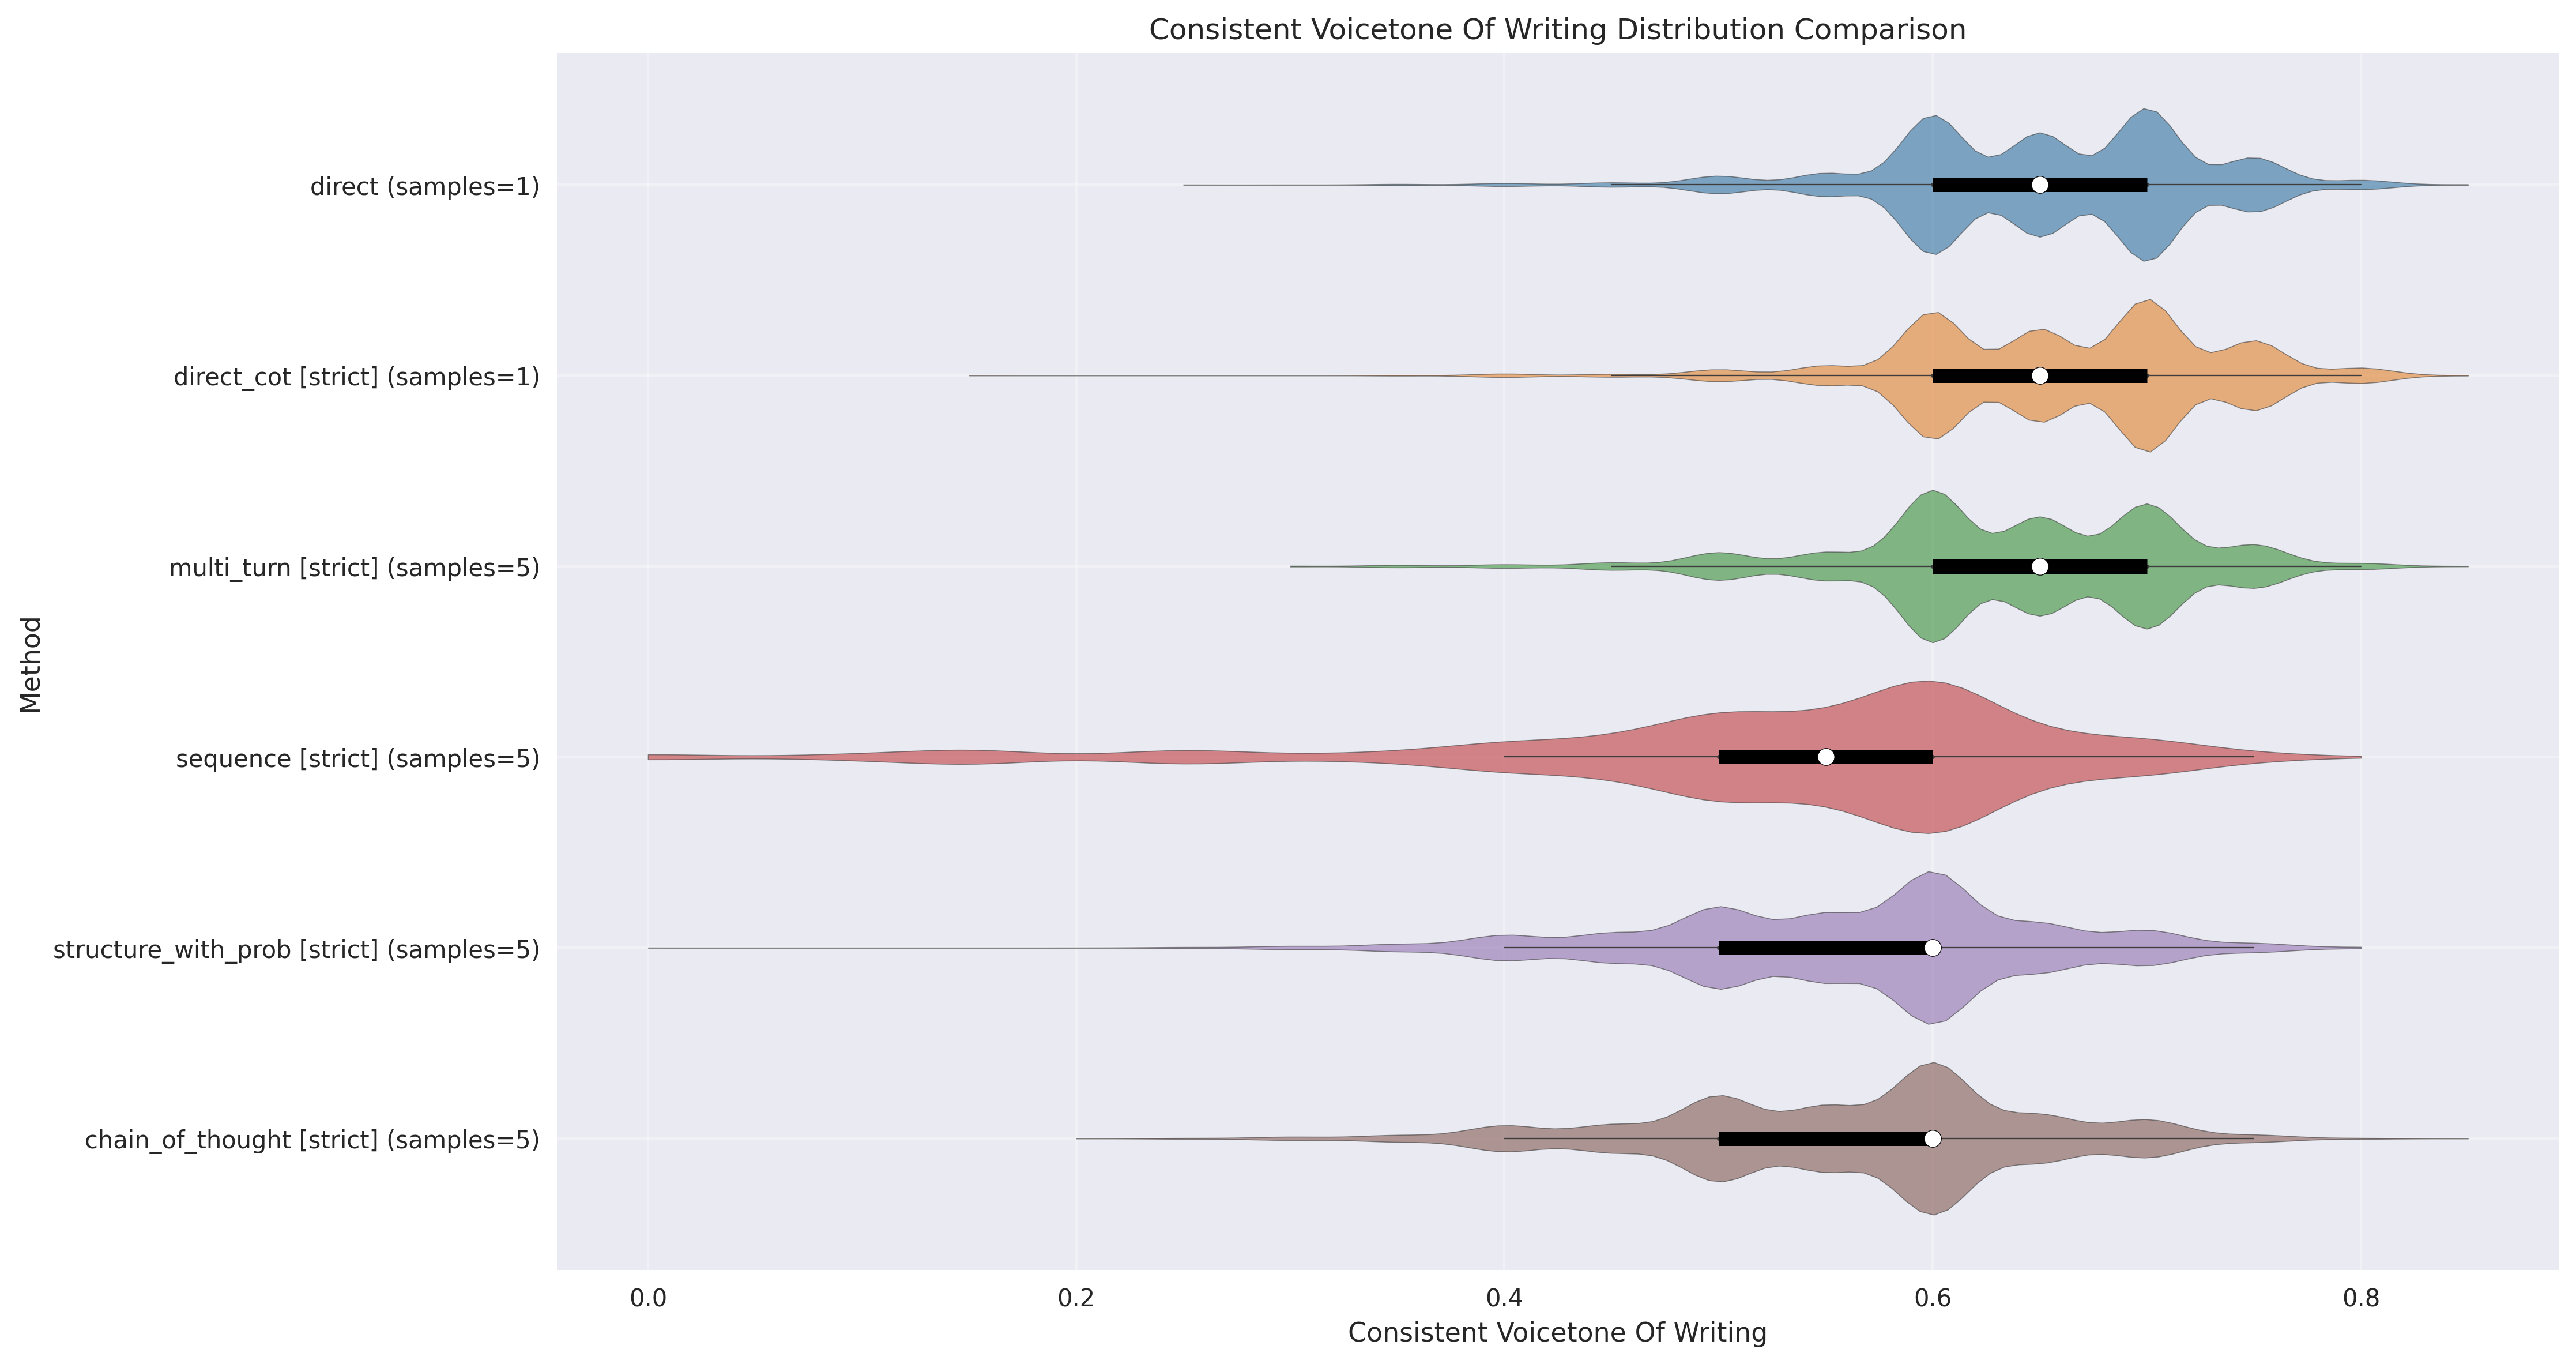 Consistent Voicetone Of Writing Distribution Comparison
Method
direct (samples=1)
direct_cot [strict] (samples=1)
multi_turn [strict] (samples=5)
sequence [strict] (samples=5)
structure_with_prob [strict] (samples=5)
chain_of_thought [strict] (samples=5)
0.0 0.2 0.4 0.6 0.8
Consistent Voicetone Of Writing